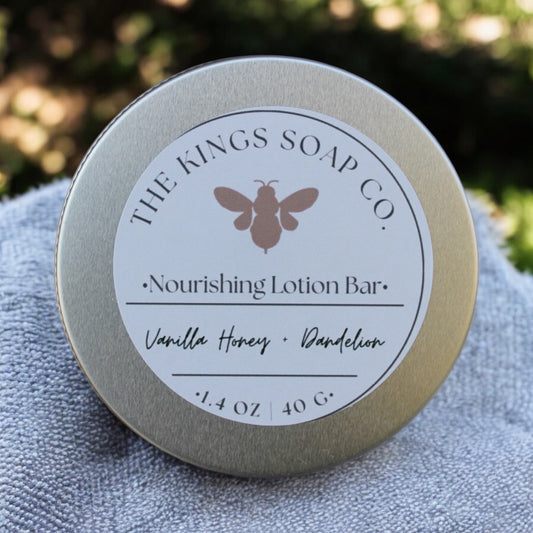 THE KINGS SOAP CO.
•Nourishing Lotion Bar•
Vanilla Honey + Dandelion
•1.4 OZ | 40 G•